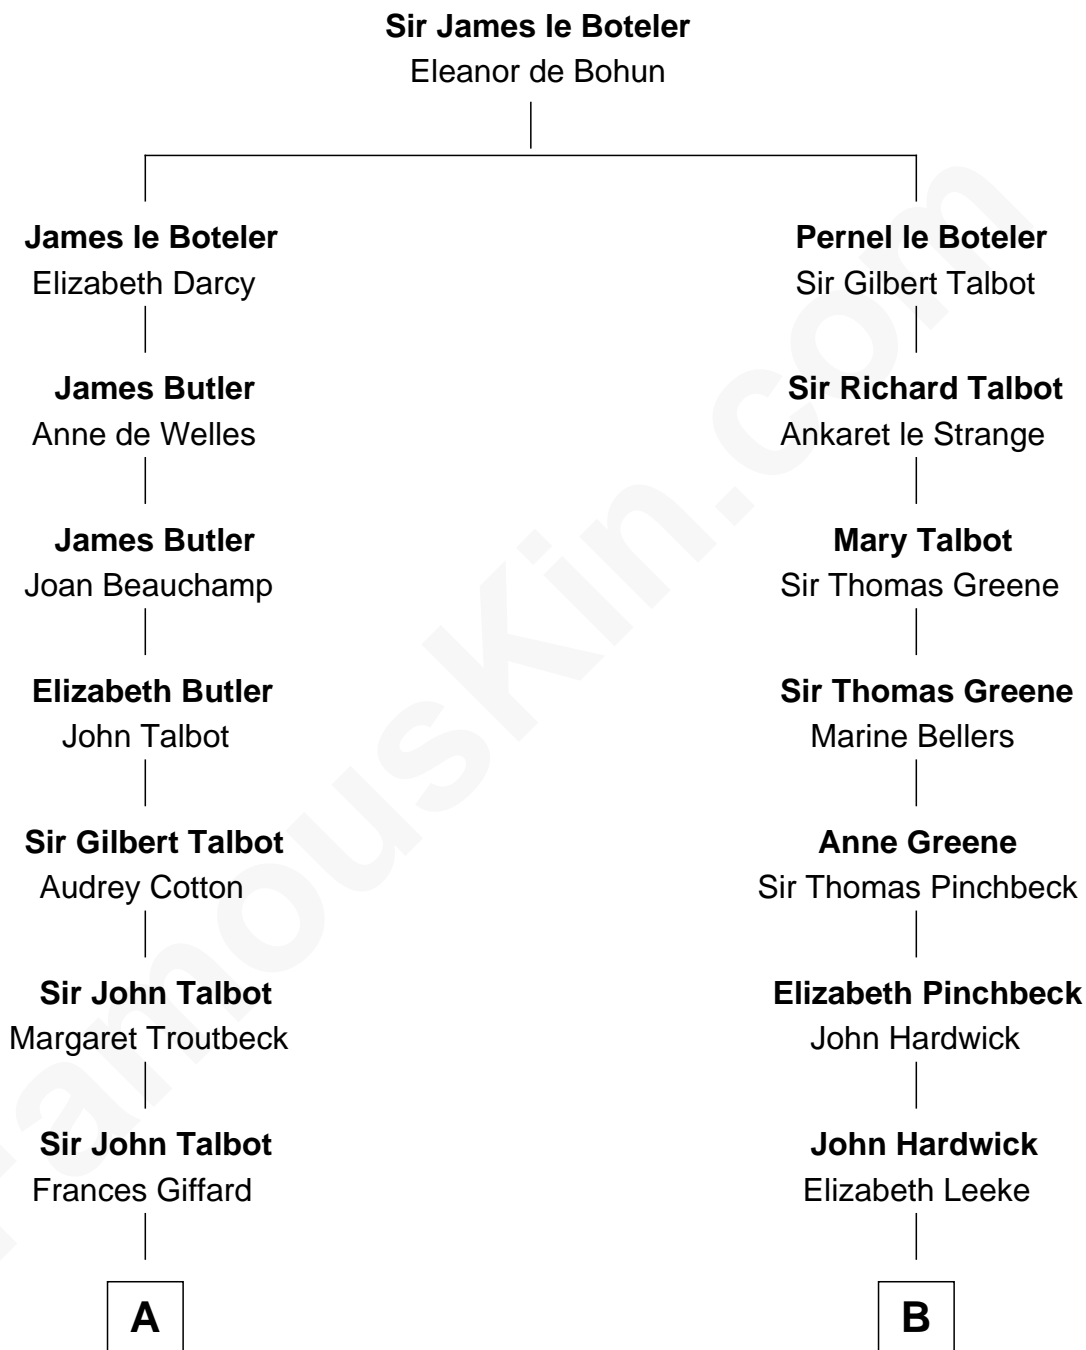 Sir James le Boteler
Eleanor de Bohun
James le Boteler
Elizabeth Darcy
Pernel le Boteler
Sir Gilbert Talbot
James Butler
Anne de Welles
Sir Richard Talbot
Ankaret le Strange
James Butler
Joan Beauchamp
Mary Talbot
Sir Thomas Greene
Elizabeth Butler
John Talbot
Sir Thomas Greene
Marine Bellers
Sir Gilbert Talbot
Audrey Cotton
Anne Greene
Sir Thomas Pinchbeck
Sir John Talbot
Margaret Troutbeck
Elizabeth Pinchbeck
John Hardwick
Sir John Talbot
Frances Giffard
John Hardwick
Elizabeth Leeke
A
B
FamousKin.com